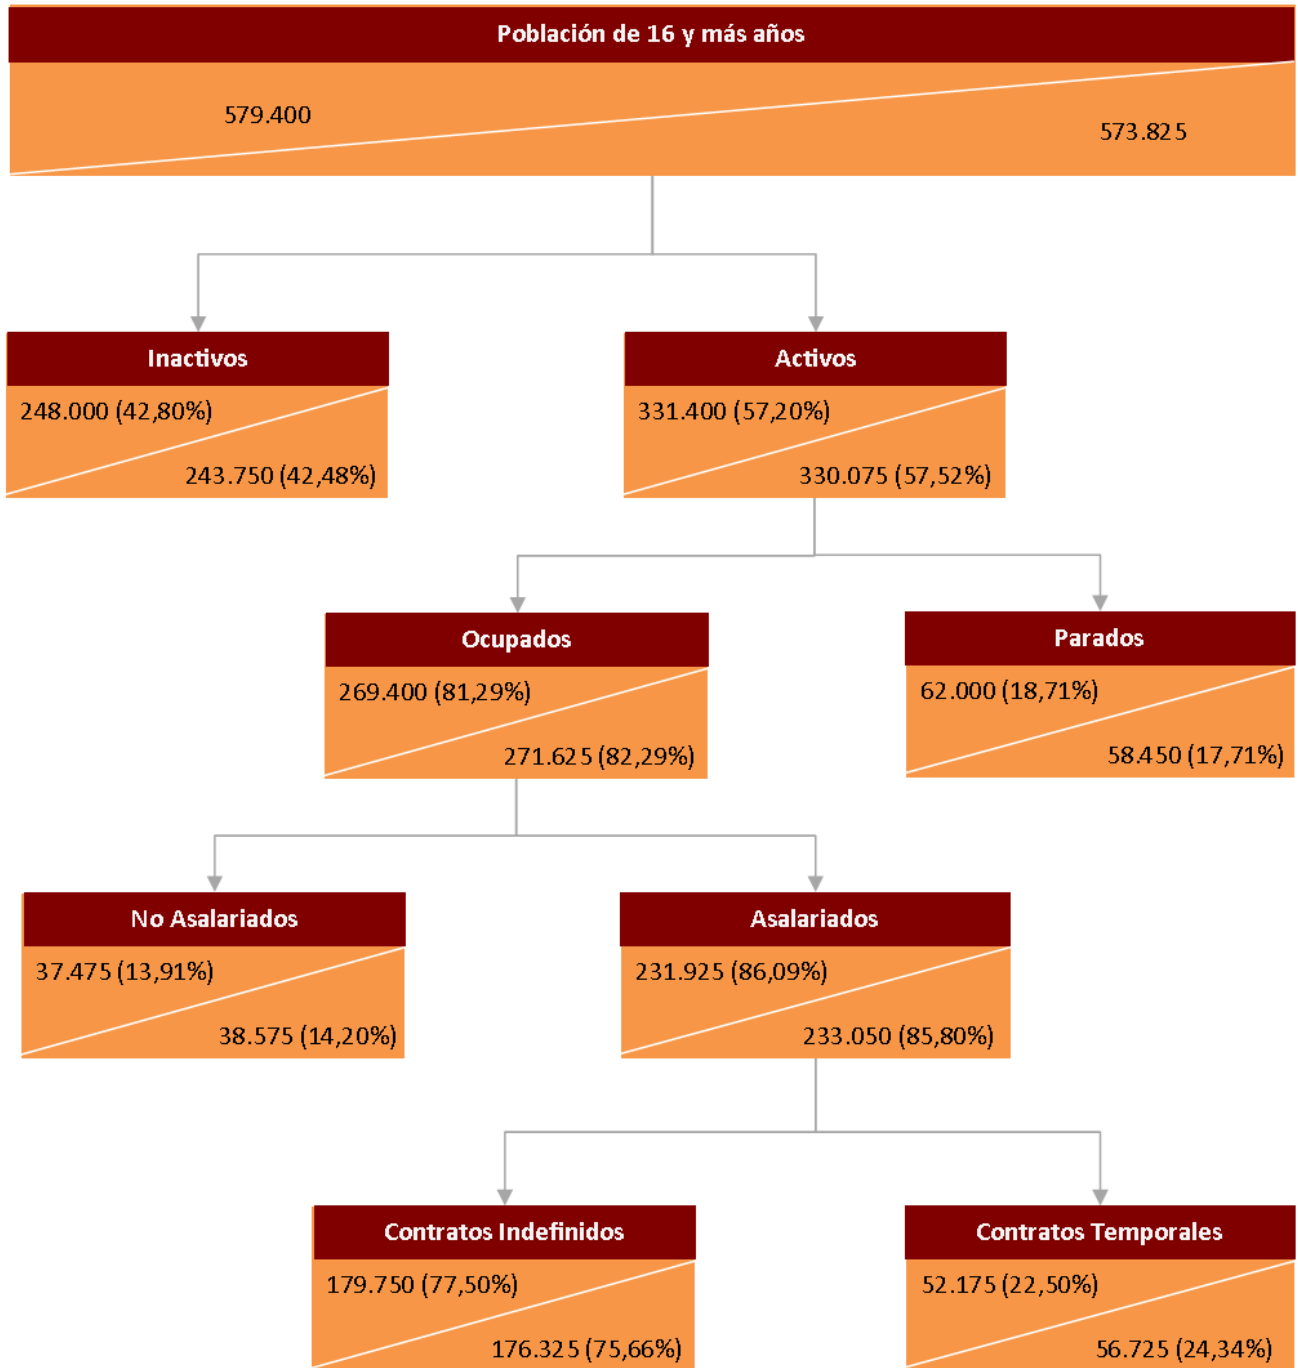 Población de 16 y más años
579.400
573.825
Inactivos
248.000 (42,80%)
243.750 (42,48%)
Activos
331.400 (57,20%)
330.075 (57,52%)
Ocupados
269.400 (81,29%)
271.625 (82,29%)
Parados
62.000 (18,71%)
58.450 (17,71%)
No Asalariados
37.475 (13,91%)
38.575 (14,20%)
Asalariados
231.925 (86,09%)
233.050 (85,80%)
Contratos Indefinidos
179.750 (77,50%)
176.325 (75,66%)
Contratos Temporales
52.175 (22,50%)
56.725 (24,34%)